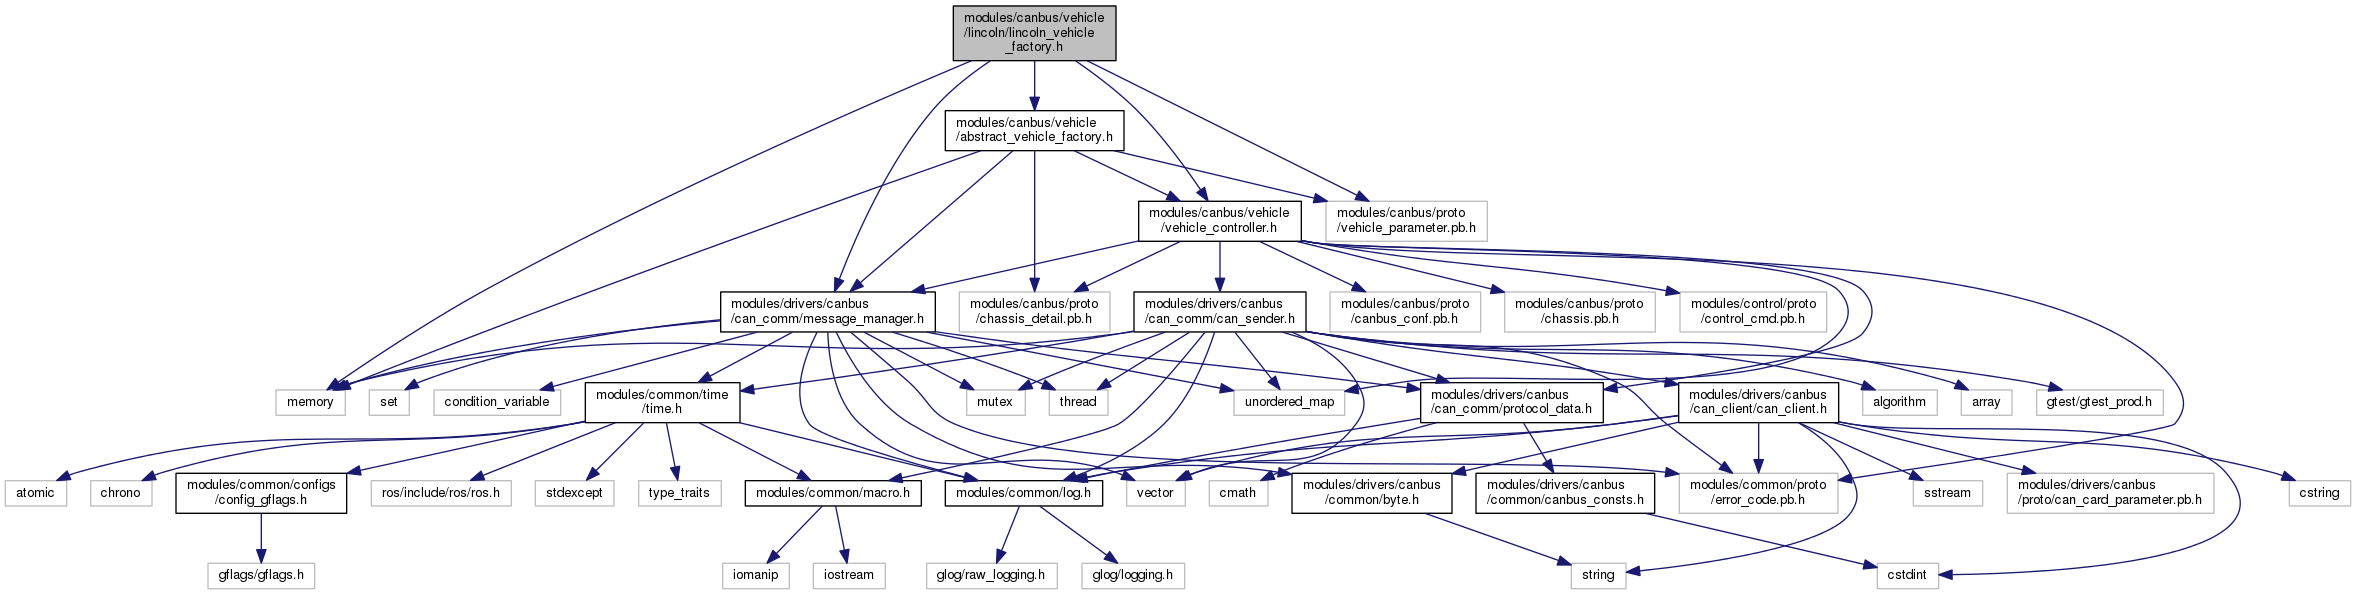 modules/canbus/vehicle
/lincoln/lincoln_vehicle
_factory.h
modules/canbus/vehicle
/abstract_vehicle_factory.h
modules/canbus/vehicle
/vehicle_controller.h
modules/canbus/proto
/vehicle_parameter.pb.h
modules/drivers/canbus
/can_comm/message_manager.h
modules/canbus/proto
/chassis_detail.pb.h
modules/drivers/canbus
/can_comm/can_sender.h
modules/canbus/proto
/canbus_conf.pb.h
modules/canbus/proto
/chassis.pb.h
modules/control/proto
/control_cmd.pb.h
memory
set
condition_variable
modules/common/time
/time.h
mutex
thread
unordered_map
modules/drivers/canbus
/can_comm/protocol_data.h
modules/drivers/canbus
/can_client/can_client.h
algorithm
array
gtest/gtest_prod.h
atomic
chrono
modules/common/configs
/config_gflags.h
ros/include/ros/ros.h
stdexcept
type_traits
modules/common/macro.h
modules/common/log.h
vector
cmath
modules/drivers/canbus
/common/byte.h
modules/drivers/canbus
/common/canbus_consts.h
modules/common/proto
/error_code.pb.h
sstream
modules/drivers/canbus
/proto/can_card_parameter.pb.h
cstring
gflags/gflags.h
iomanip
iostream
glog/raw_logging.h
glog/logging.h
string
cstdint